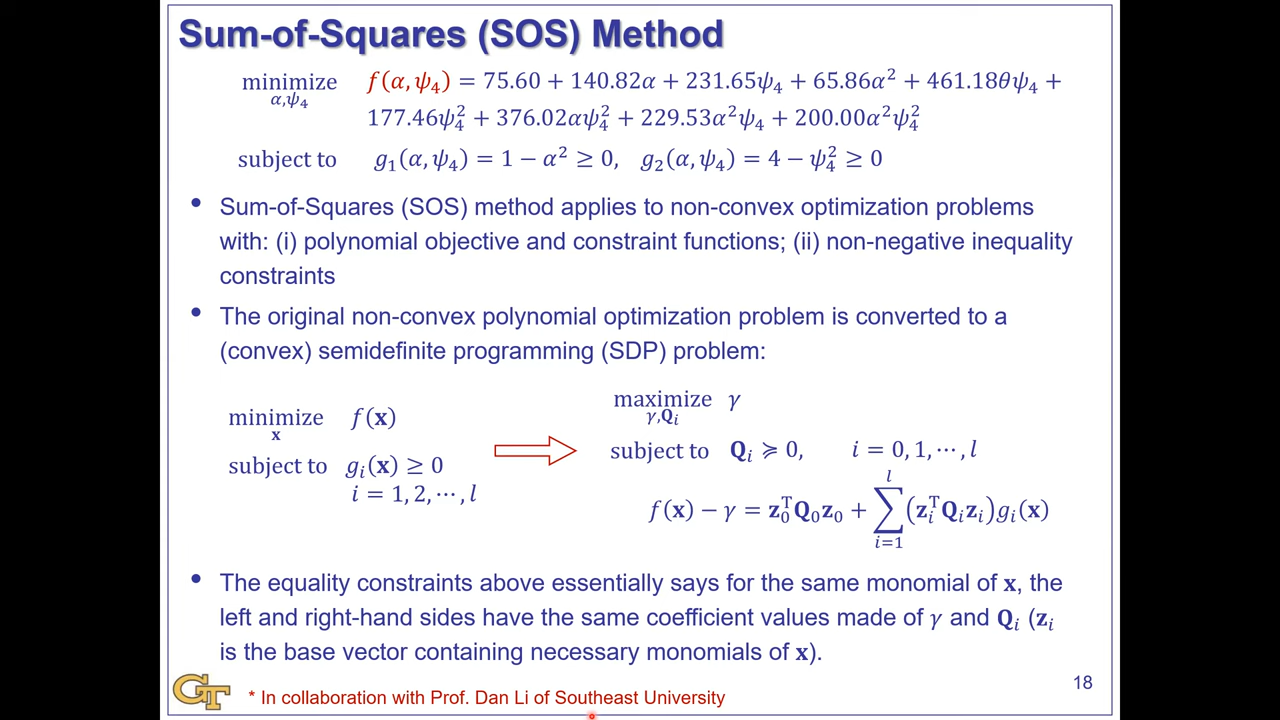 Sum-of-Squares (SOS) Method
minimize f(α, ψ₄) = 75.60 + 140.82α + 231.65ψ₄ + 65.86α² + 461.18θψ₄ +
α,ψ₄
177.46ψ₄² + 376.02αψ₄² + 229.53α²ψ₄ + 200.00α²ψ₄²
subject to g₁(α, ψ₄) = 1 − α² ≥ 0, g₂(α, ψ₄) = 4 − ψ₄² ≥ 0
• Sum-of-Squares (SOS) method applies to non-convex optimization problems
with: (i) polynomial objective and constraint functions; (ii) non-negative inequality
constraints
• The original non-convex polynomial optimization problem is converted to a
(convex) semidefinite programming (SDP) problem:
minimize f(𝐱)
𝐱
subject to gᵢ(𝐱) ≥ 0
i = 1, 2, ⋯, l
maximize γ
γ,𝐐ᵢ
subject to 𝐐ᵢ ≽ 0, i = 0, 1, ⋯, l
f(𝐱) − γ = 𝐳₀ᵀ𝐐₀𝐳₀ + ∑ᵢ₌₁ˡ (𝐳ᵢᵀ𝐐ᵢ𝐳ᵢ)gᵢ(𝐱)
• The equality constraints above essentially says for the same monomial of 𝐱, the
left and right-hand sides have the same coefficient values made of γ and 𝐐ᵢ (𝐳ᵢ
is the base vector containing necessary monomials of 𝐱).
GT
* In collaboration with Prof. Dan Li of Southeast University
18